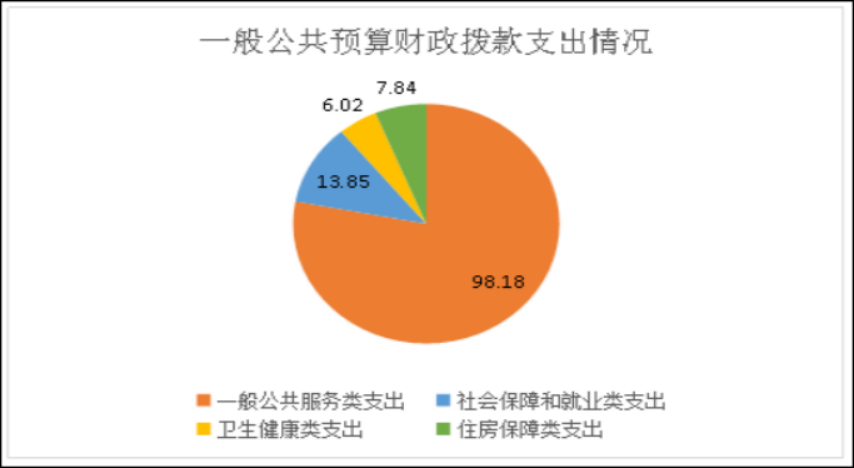 一般公共预算财政拨款支出情况
7.84
6.02
13.85
98.18
一般公共服务类支出 社会保障和就业类支出
卫生健康类支出 住房保障类支出